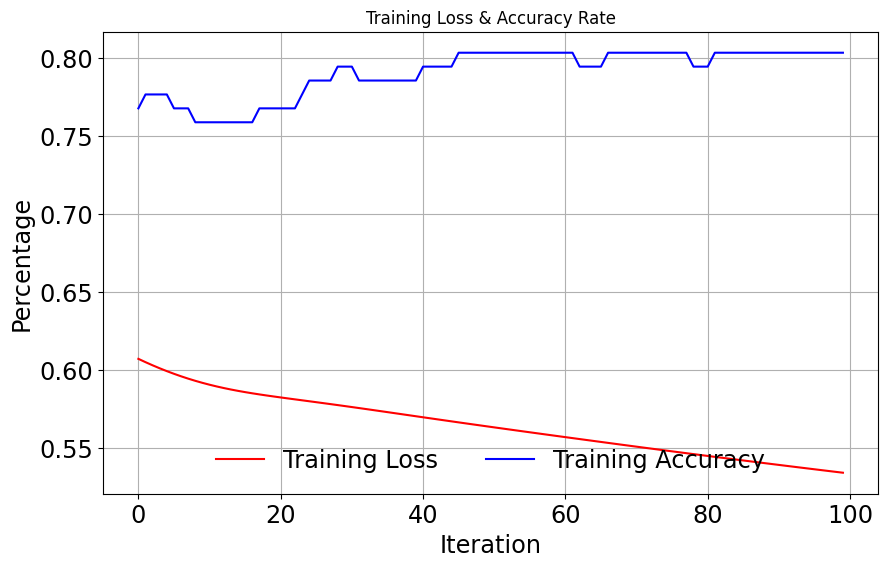 Training Loss & Accuracy Rate
0.80
0.75
0.70
0.65
0.60
0.55
Percentage
Training Loss
Training Accuracy
0 20 40 60 80 100
Iteration